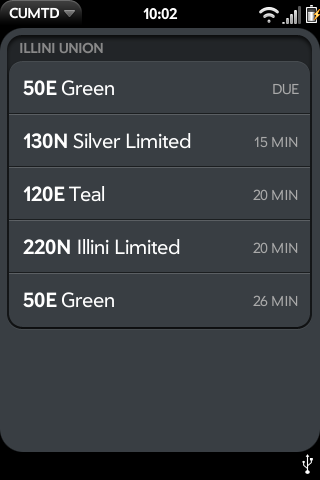 CUMTD 10:02
ILLINI UNION
50E Green DUE
130N Silver Limited 15 MIN
120E Teal 20 MIN
220N Illini Limited 20 MIN
50E Green 26 MIN